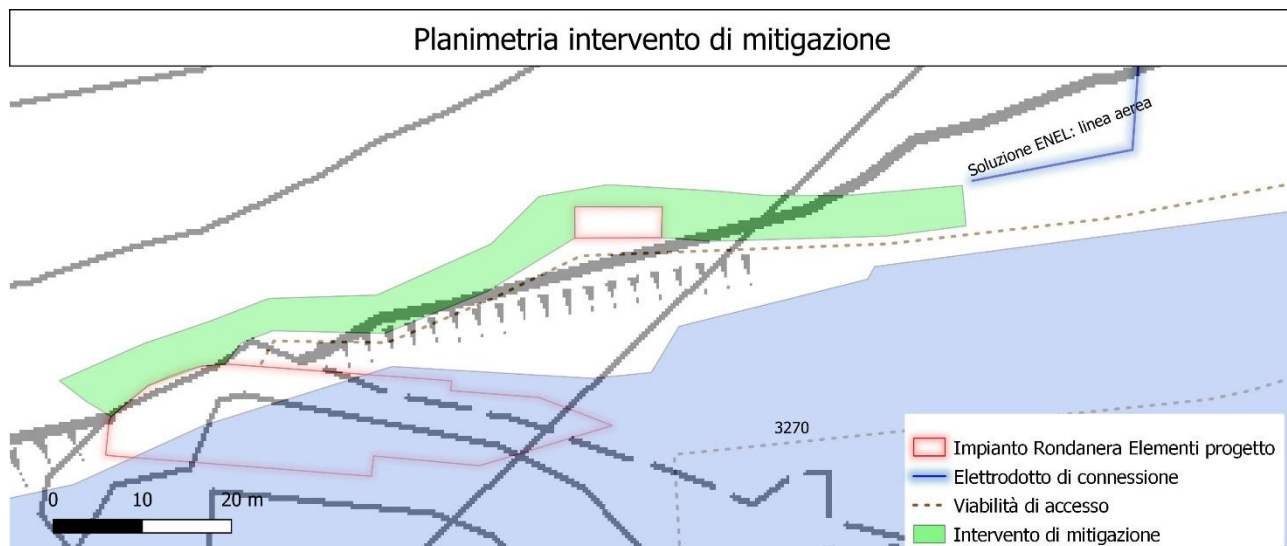 Planimetria intervento di mitigazione
Soluzione ENEL: linea aerea
3270
0 10 20 m
Impianto Rondanera Elementi progetto
Elettrodotto di connessione
Viabilità di accesso
Intervento di mitigazione